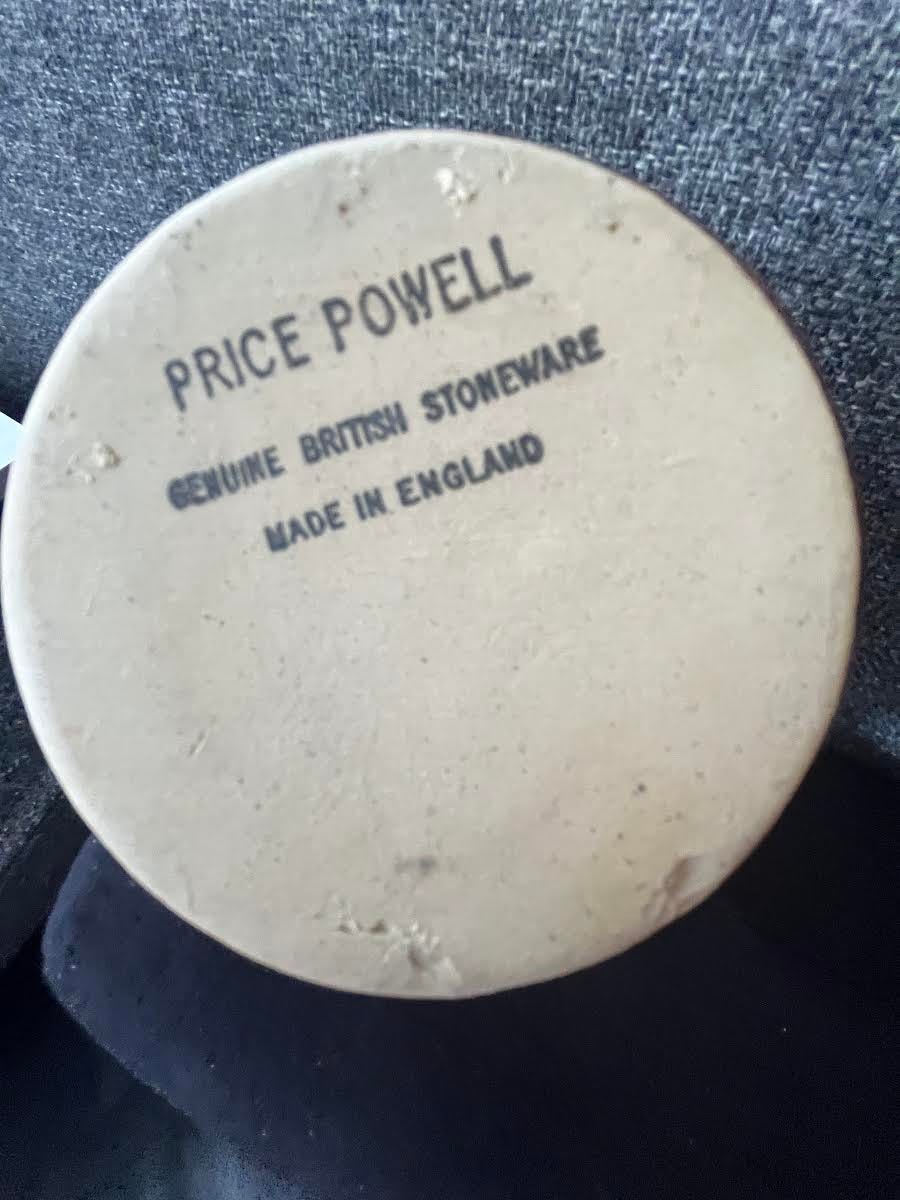 PRICE POWELL
GENUINE BRITISH STONEWARE
MADE IN ENGLAND